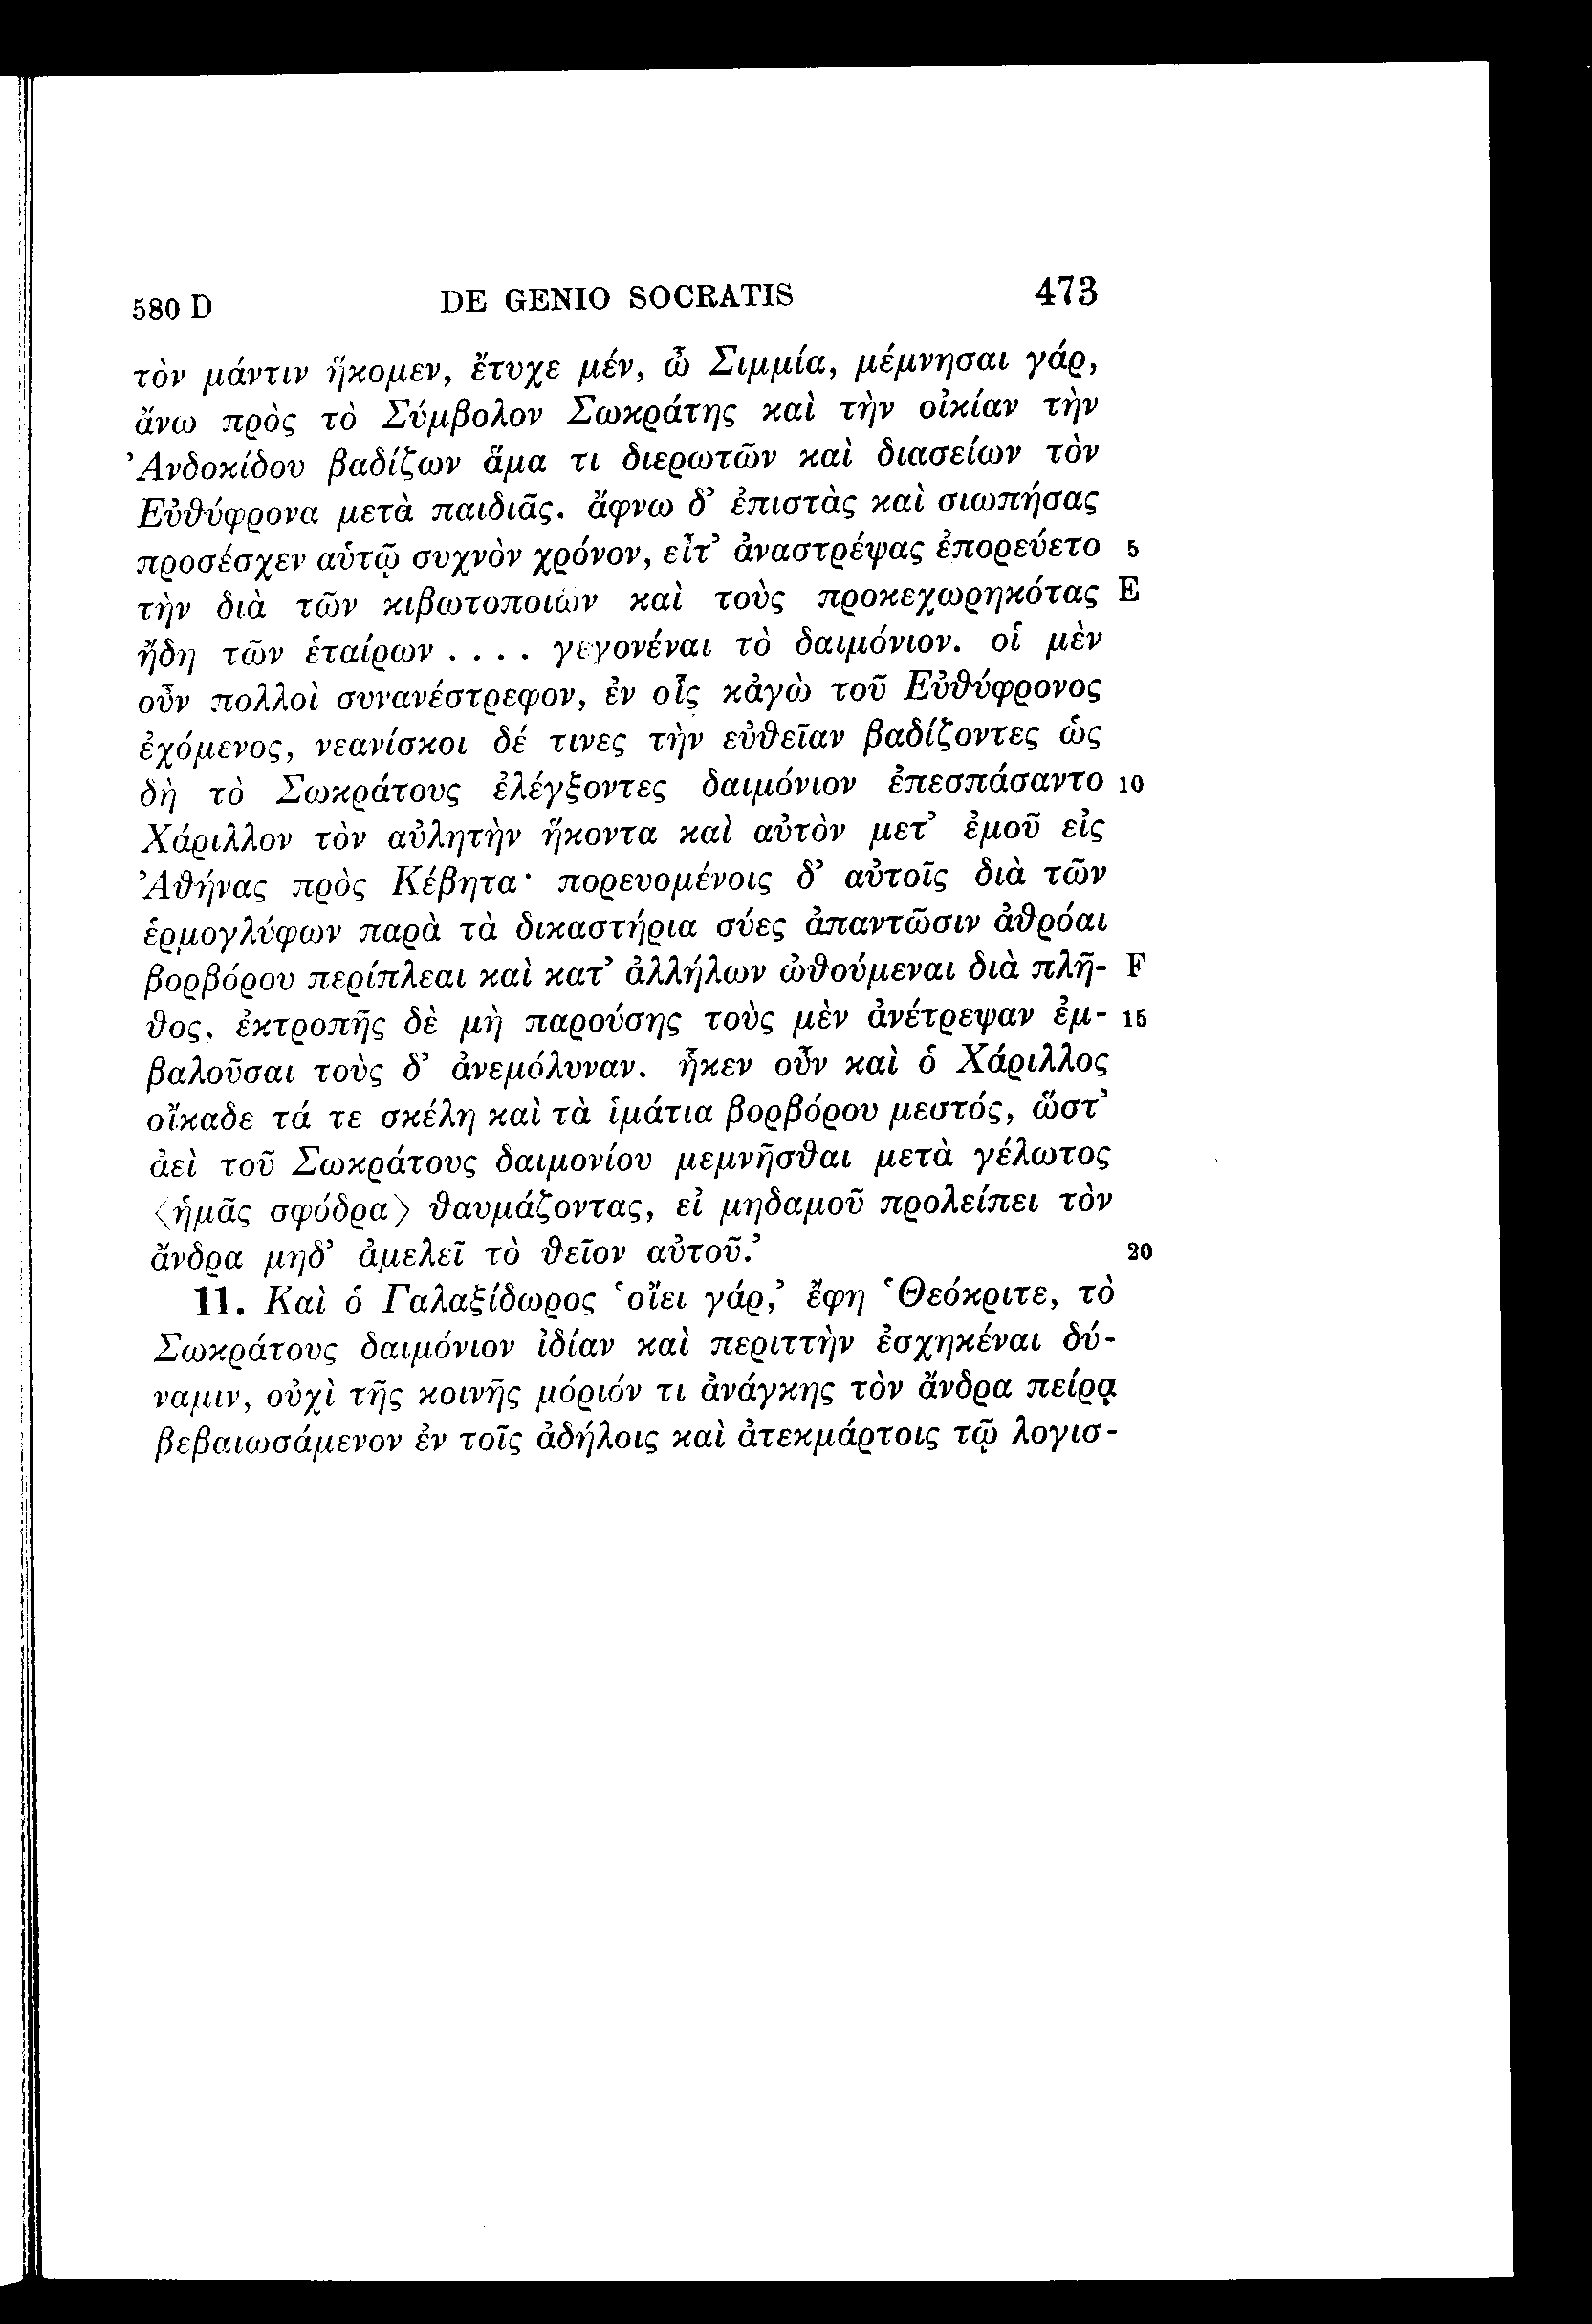 580 D DE GENIO SOCRATIS 473
τὸν μάντιν ἥκομεν, ἔτυχε μέν, ὦ Σιμμία, μέμνησαι γάρ,
ἄνω πρὸς τὸ Σύμβολον Σωκράτης καὶ τὴν οἰκίαν τὴν
Ἀνδοκίδου βαδίζων ἅμα τι διερωτῶν καὶ διασείων τὸν
Εὐθύφρονα μετὰ παιδιᾶς. ἄφνω δ’ ἐπιστὰς καὶ σιωπήσας
προσέσχεν αὑτῷ συχνὸν χρόνον, εἶτ’ ἀναστρέψας ἐπορεύετο 5
τὴν διὰ τῶν κιβωτοποιῶν καὶ τοὺς προκεχωρηκότας E
ἤδη τῶν ἑταίρων . . . . γεγονέναι τὸ δαιμόνιον. οἱ μὲν
οὖν πολλοὶ συνανέστρεφον, ἐν οἷς κἀγὼ τοῦ Εὐθύφρονος
ἐχόμενος, νεανίσκοι δέ τινες τὴν εὐθεῖαν βαδίζοντες ὡς
δὴ τὸ Σωκράτους ἐλέγξοντες δαιμόνιον ἐπεσπάσαντο 10
Χάριλλον τὸν αὐλητὴν ἥκοντα καὶ αὐτὸν μετ’ ἐμοῦ εἰς
Ἀθήνας πρὸς Κέβητα· πορευομένοις δ’ αὐτοῖς διὰ τῶν
ἑρμογλύφων παρὰ τὰ δικαστήρια σύες ἀπαντῶσιν ἀθρόαι
βορβόρου περίπλεαι καὶ κατ’ ἀλλήλων ὠθούμεναι διὰ πλῆ- F
θος, ἐκτροπῆς δὲ μὴ παρούσης τοὺς μὲν ἀνέτρεψαν ἐμ- 15
βαλοῦσαι τοὺς δ’ ἀνεμόλυναν. ἧκεν οὖν καὶ ὁ Χάριλλος
οἴκαδε τά τε σκέλη καὶ τὰ ἱμάτια βορβόρου μεστός, ὥστ’
ἀεὶ τοῦ Σωκράτους δαιμονίου μεμνῆσθαι μετὰ γέλωτος
⟨ἡμᾶς σφόδρα⟩ θαυμάζοντας, εἰ μηδαμοῦ προλείπει τὸν
ἄνδρα μηδ’ ἀμελεῖ τὸ θεῖον αὐτοῦ.’ 20
11. Καὶ ὁ Γαλαξίδωρος ‘οἴει γάρ,’ ἔφη ‘Θεόκριτε, τὸ
Σωκράτους δαιμόνιον ἰδίαν καὶ περιττὴν ἐσχηκέναι δύ-
ναμιν, οὐχὶ τῆς κοινῆς μόριόν τι ἀνάγκης τὸν ἄνδρα πείρᾳ
βεβαιωσάμενον ἐν τοῖς ἀδήλοις καὶ ἀτεκμάρτοις τῷ λογισ-